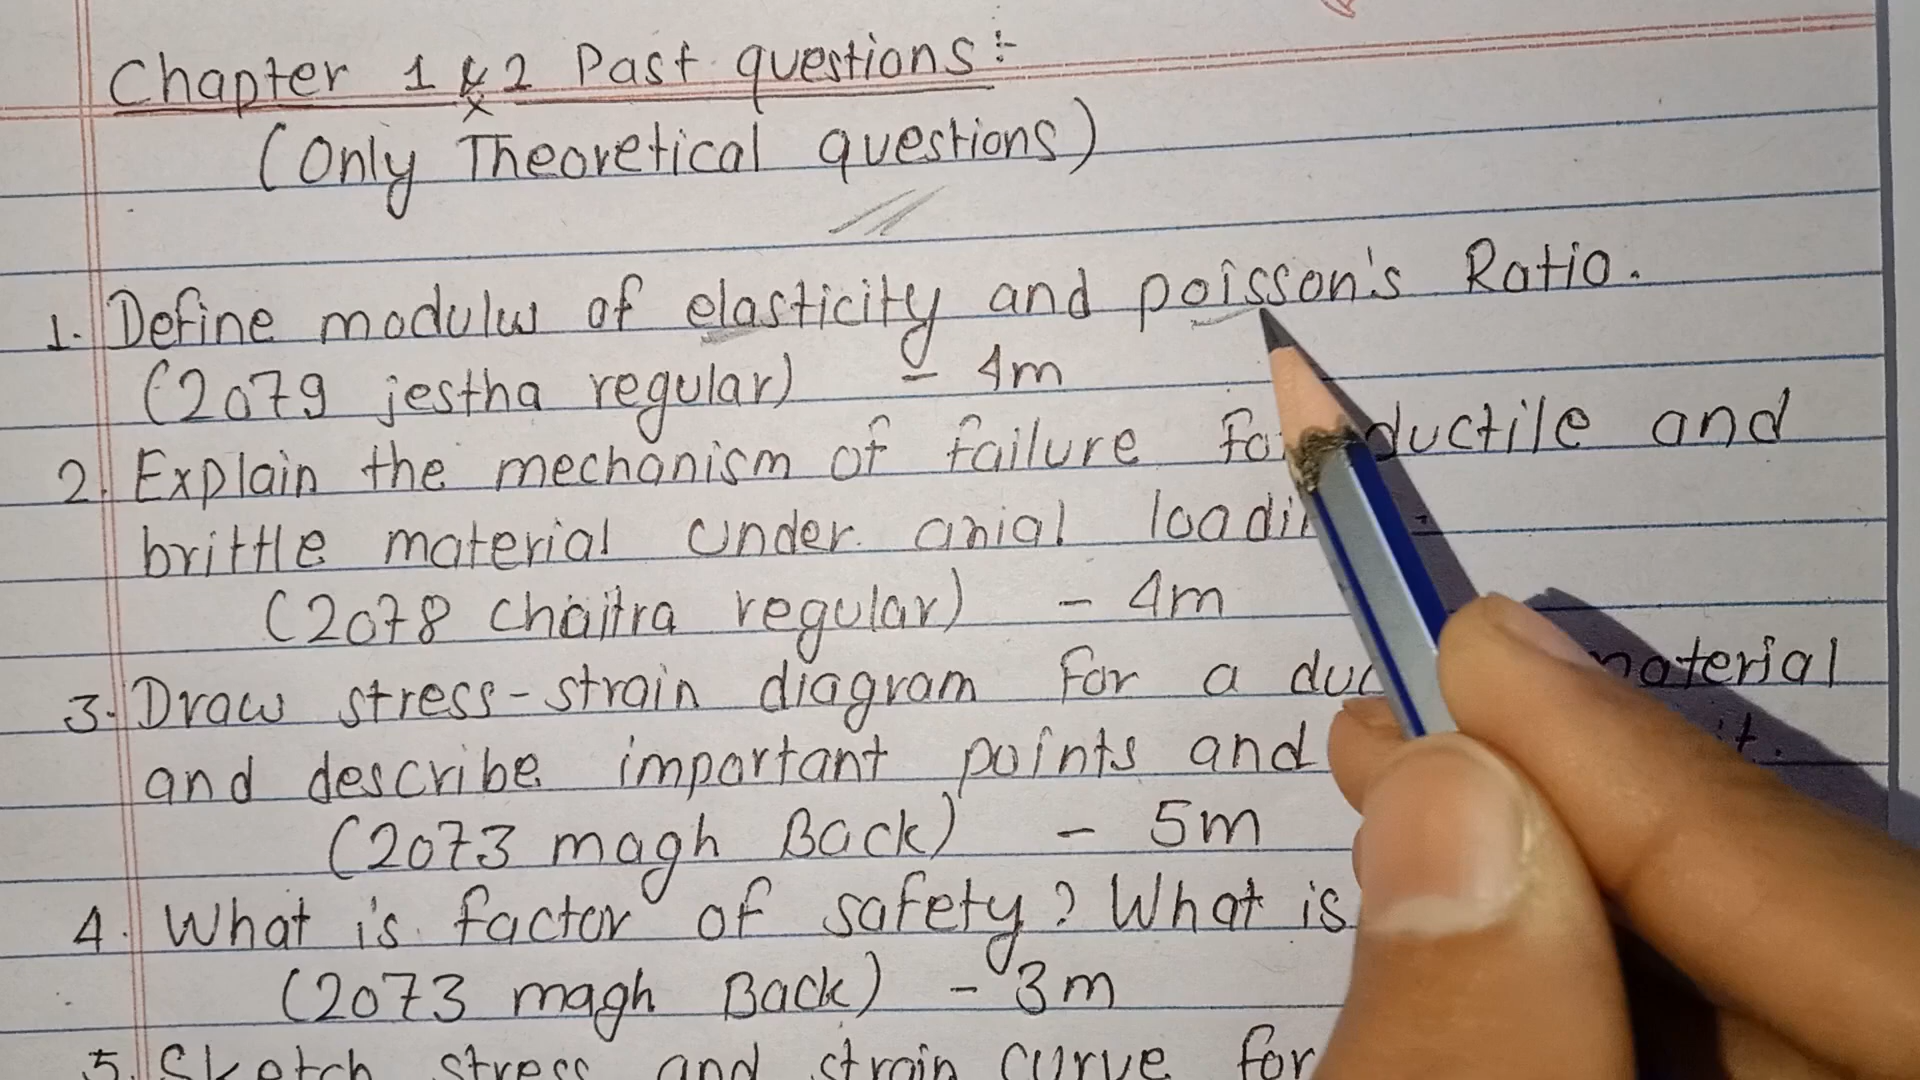 Chapter 1 & 2 Past questions:-
(Only Theoretical questions)
1. Define modulus of elasticity and poisson's Ratio.
(2079 jestha regular) - 4m
2. Explain the mechanism of failure ductile and
brittle material under axial
(2078 chaitra regular) - 4m
3. Draw stress-strain diagram for a material
and describe important points and it.
(2073 magh Back) - 5m
4. What is factor of safety? What is
(2073 magh Back) - 3m
5. Sketch stress and strain curve for